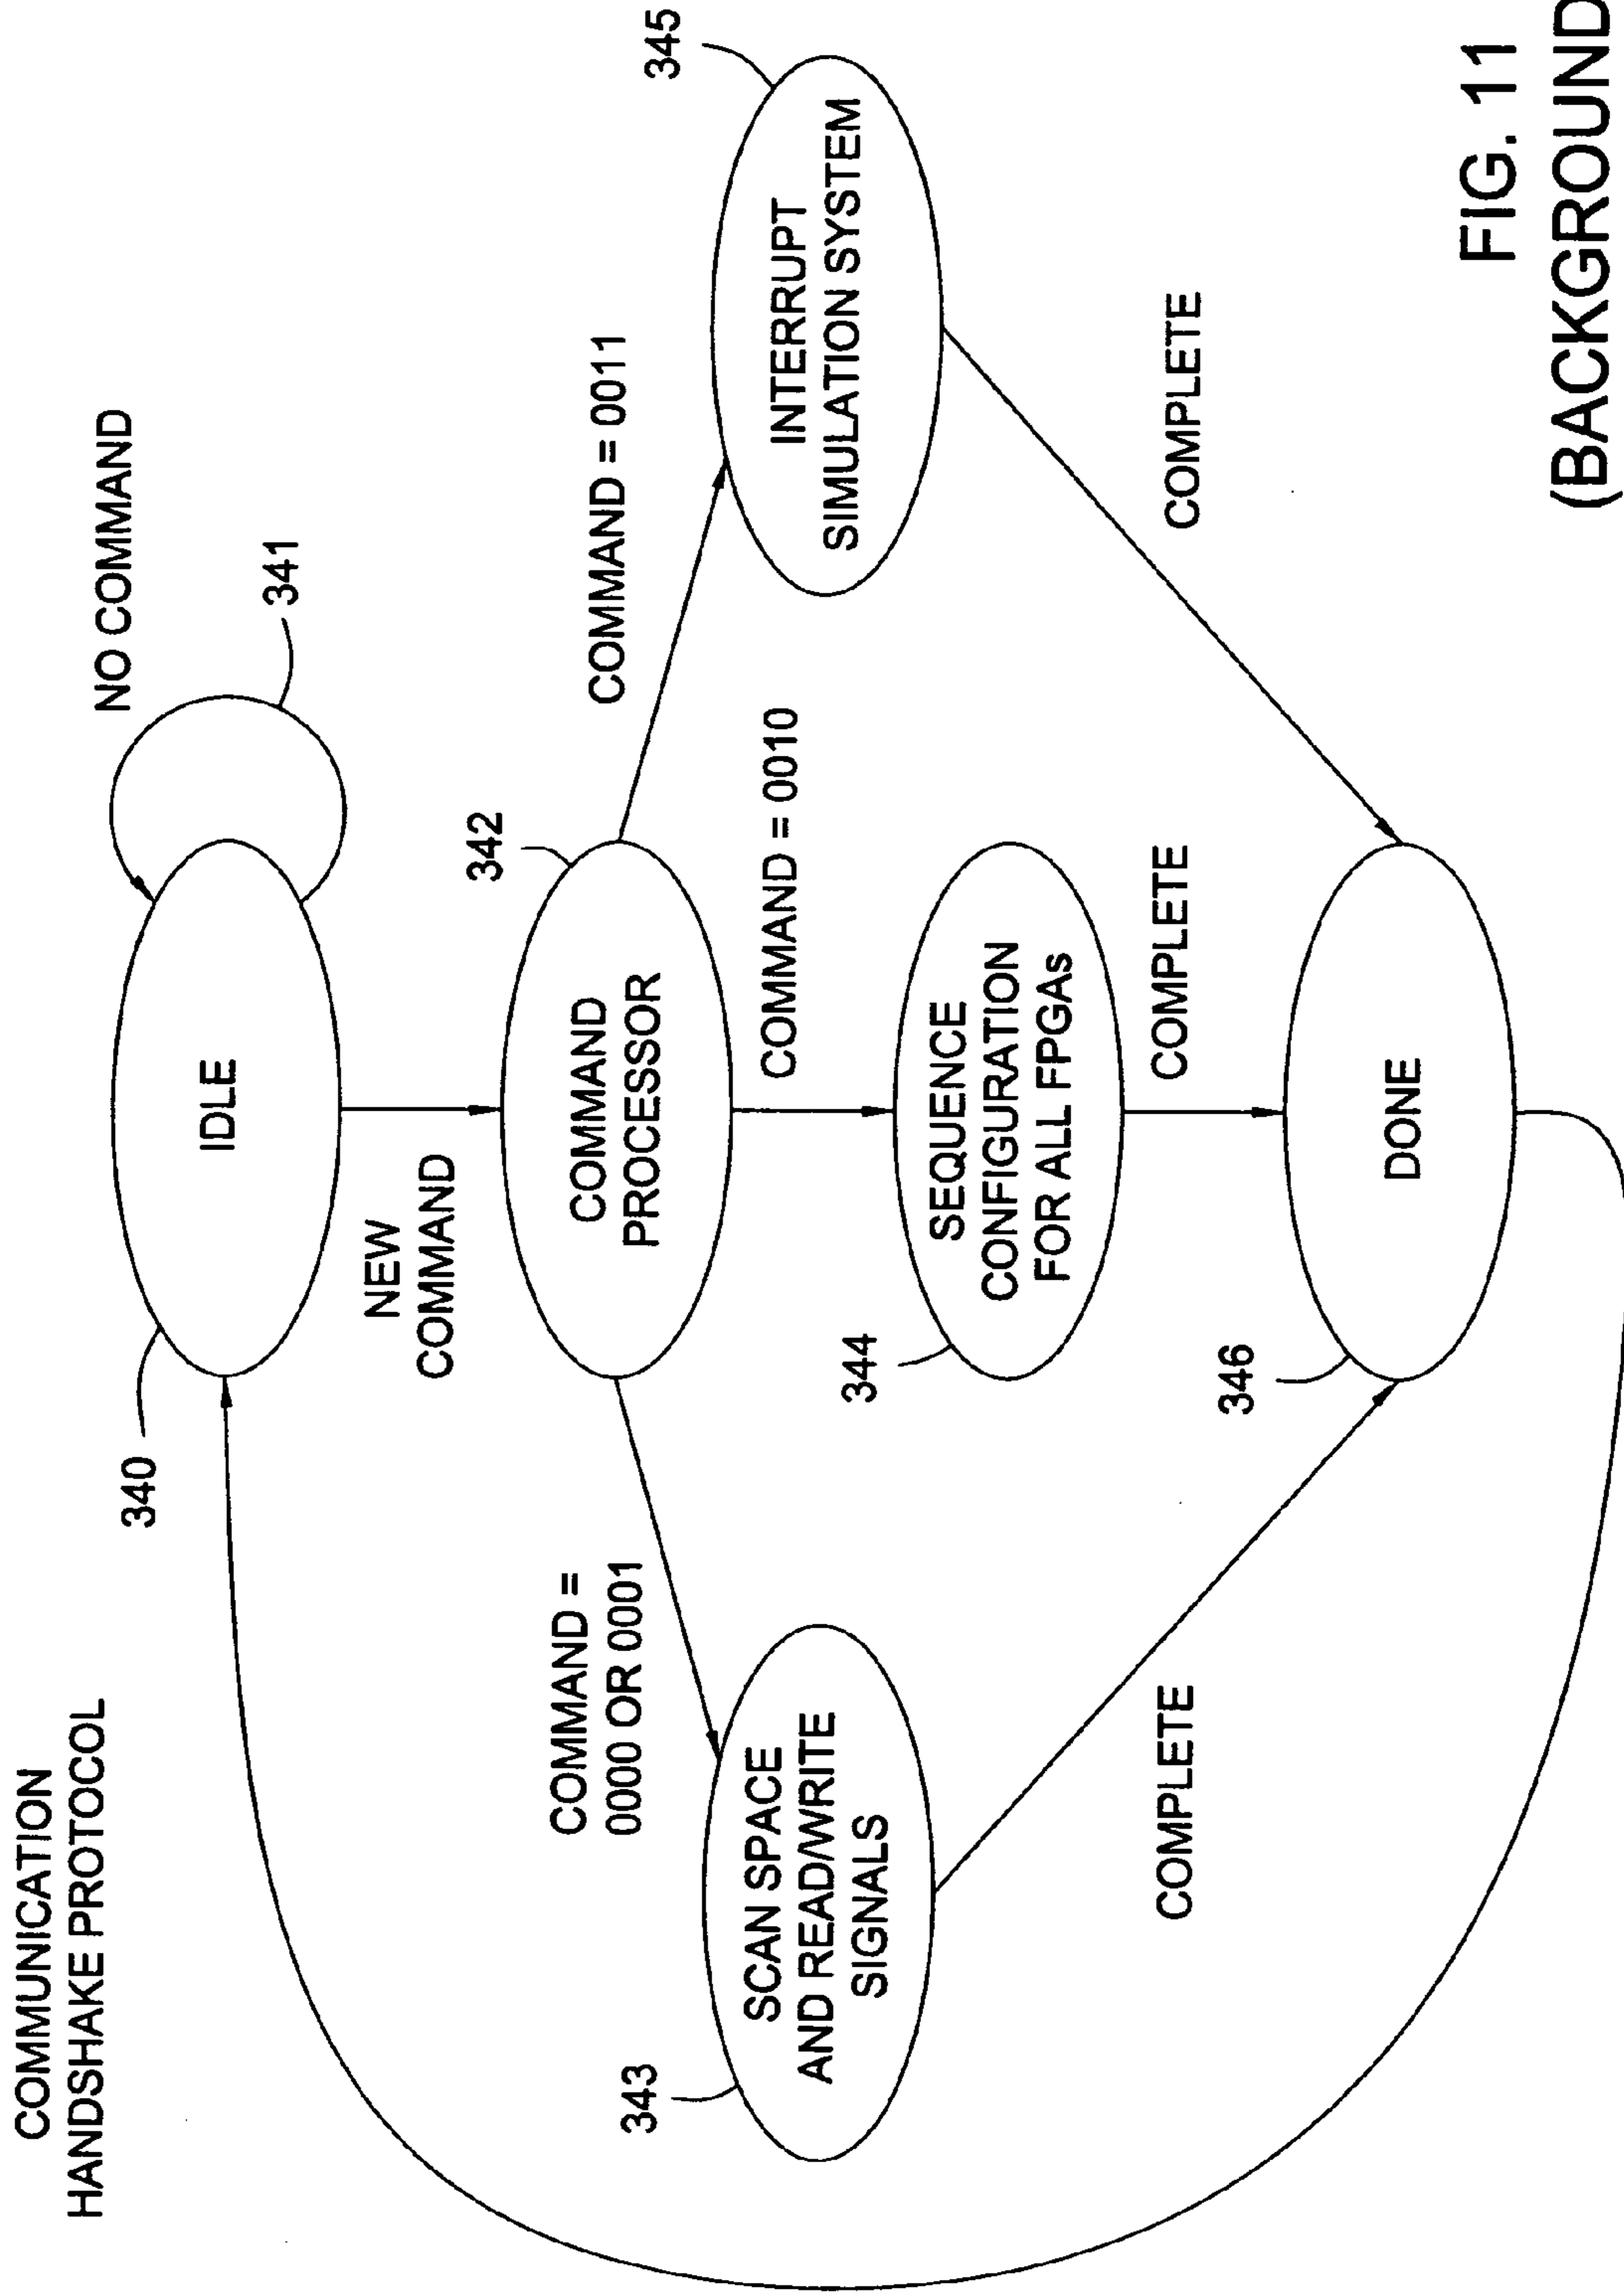 COMMUNICATION
HANDSHAKE PROTOCOL
NO COMMAND
341
340
IDLE
NEW
COMMAND
342
COMMAND
PROCESSOR
COMMAND =
0000 OR 0001
COMMAND = 0010
COMMAND = 0011
343
SCAN SPACE
AND READ/WRITE
SIGNALS
344
SEQUENCE
CONFIGURATION
FOR ALL FPGAs
345
INTERRUPT
SIMULATION SYSTEM
COMPLETE
COMPLETE
COMPLETE
346
DONE
FIG. 11
(BACKGROUND